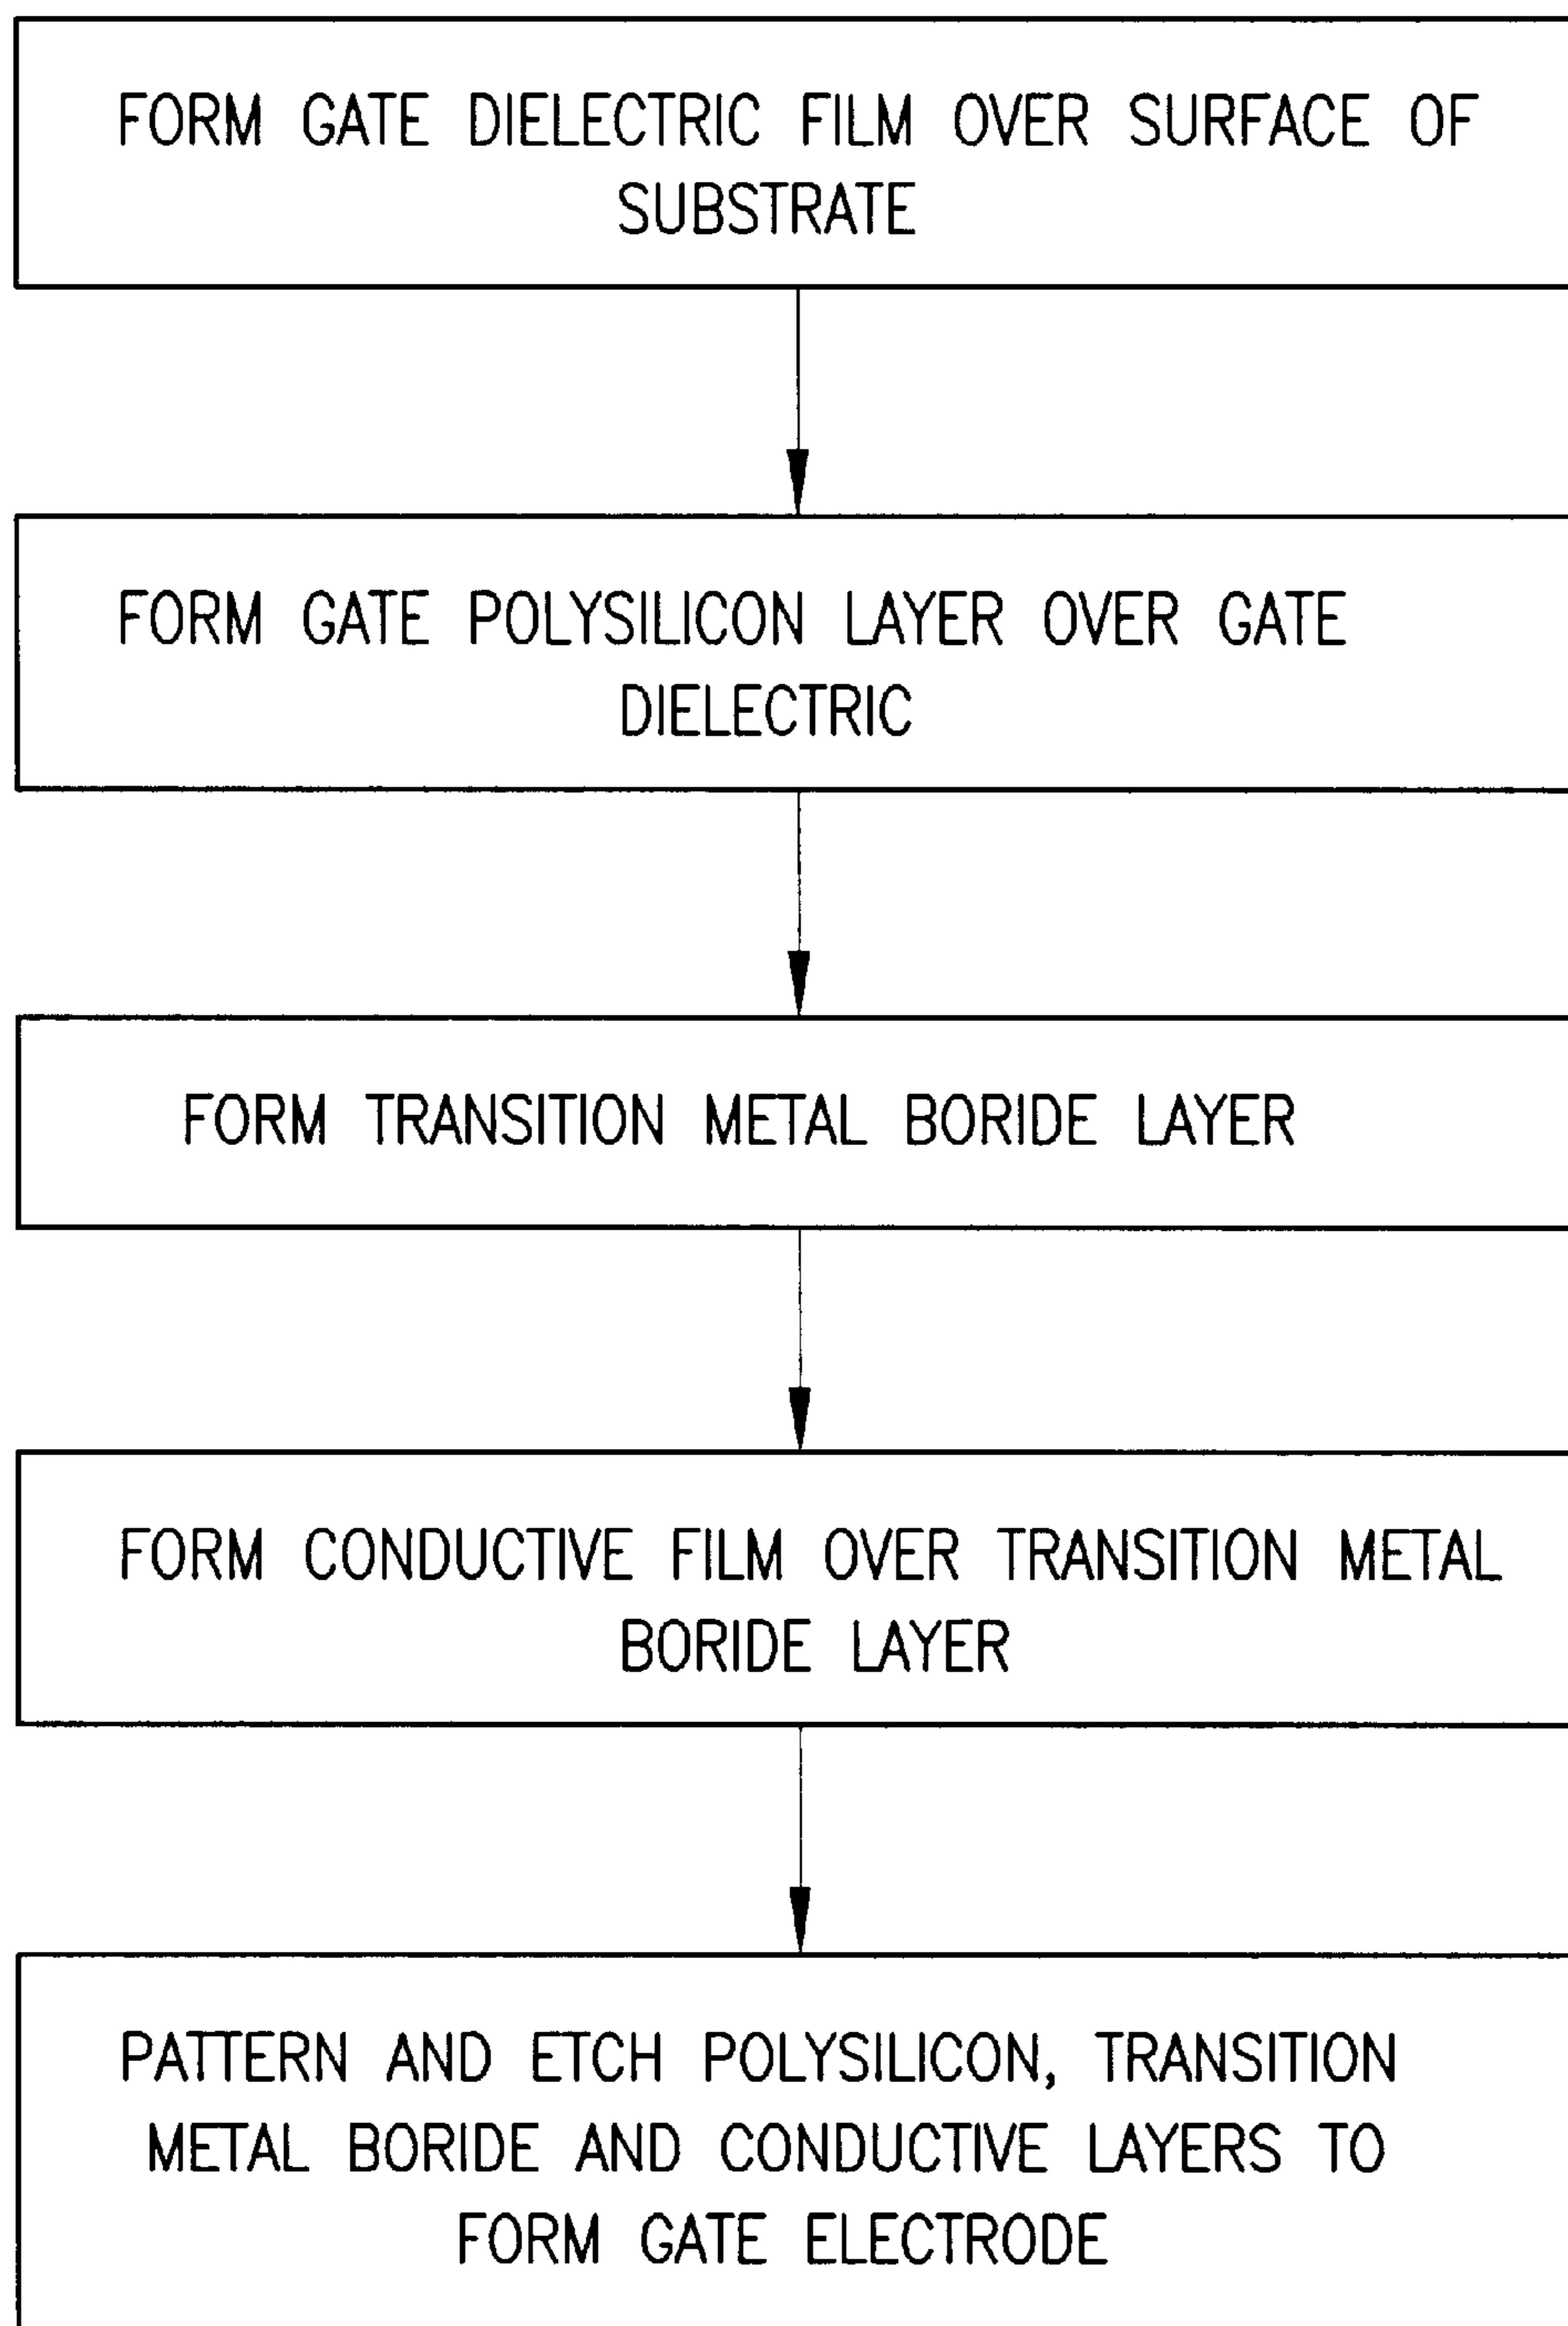 FORM GATE DIELECTRIC FILM OVER SURFACE OF
SUBSTRATE
FORM GATE POLYSILICON LAYER OVER GATE
DIELECTRIC
FORM TRANSITION METAL BORIDE LAYER
FORM CONDUCTIVE FILM OVER TRANSITION METAL
BORIDE LAYER
PATTERN AND ETCH POLYSILICON, TRANSITION
METAL BORIDE AND CONDUCTIVE LAYERS TO
FORM GATE ELECTRODE